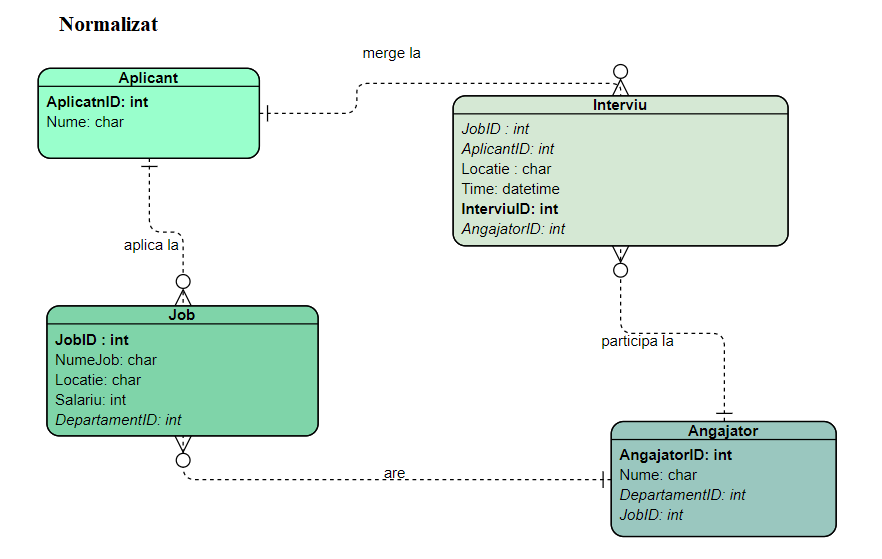 Normalizat
merge la
Aplicant
AplicatnID: int
Nume: char
Interviu
JobID : int
AplicantID: int
Locatie : char
Time: datetime
InterviuID: int
AngajatorID: int
aplica la
Job
JobID : int
NumeJob: char
Locatie: char
Salariu: int
DepartamentID: int
participa la
Angajator
AngajatorID: int
Nume: char
DepartamentID: int
JobID: int
are